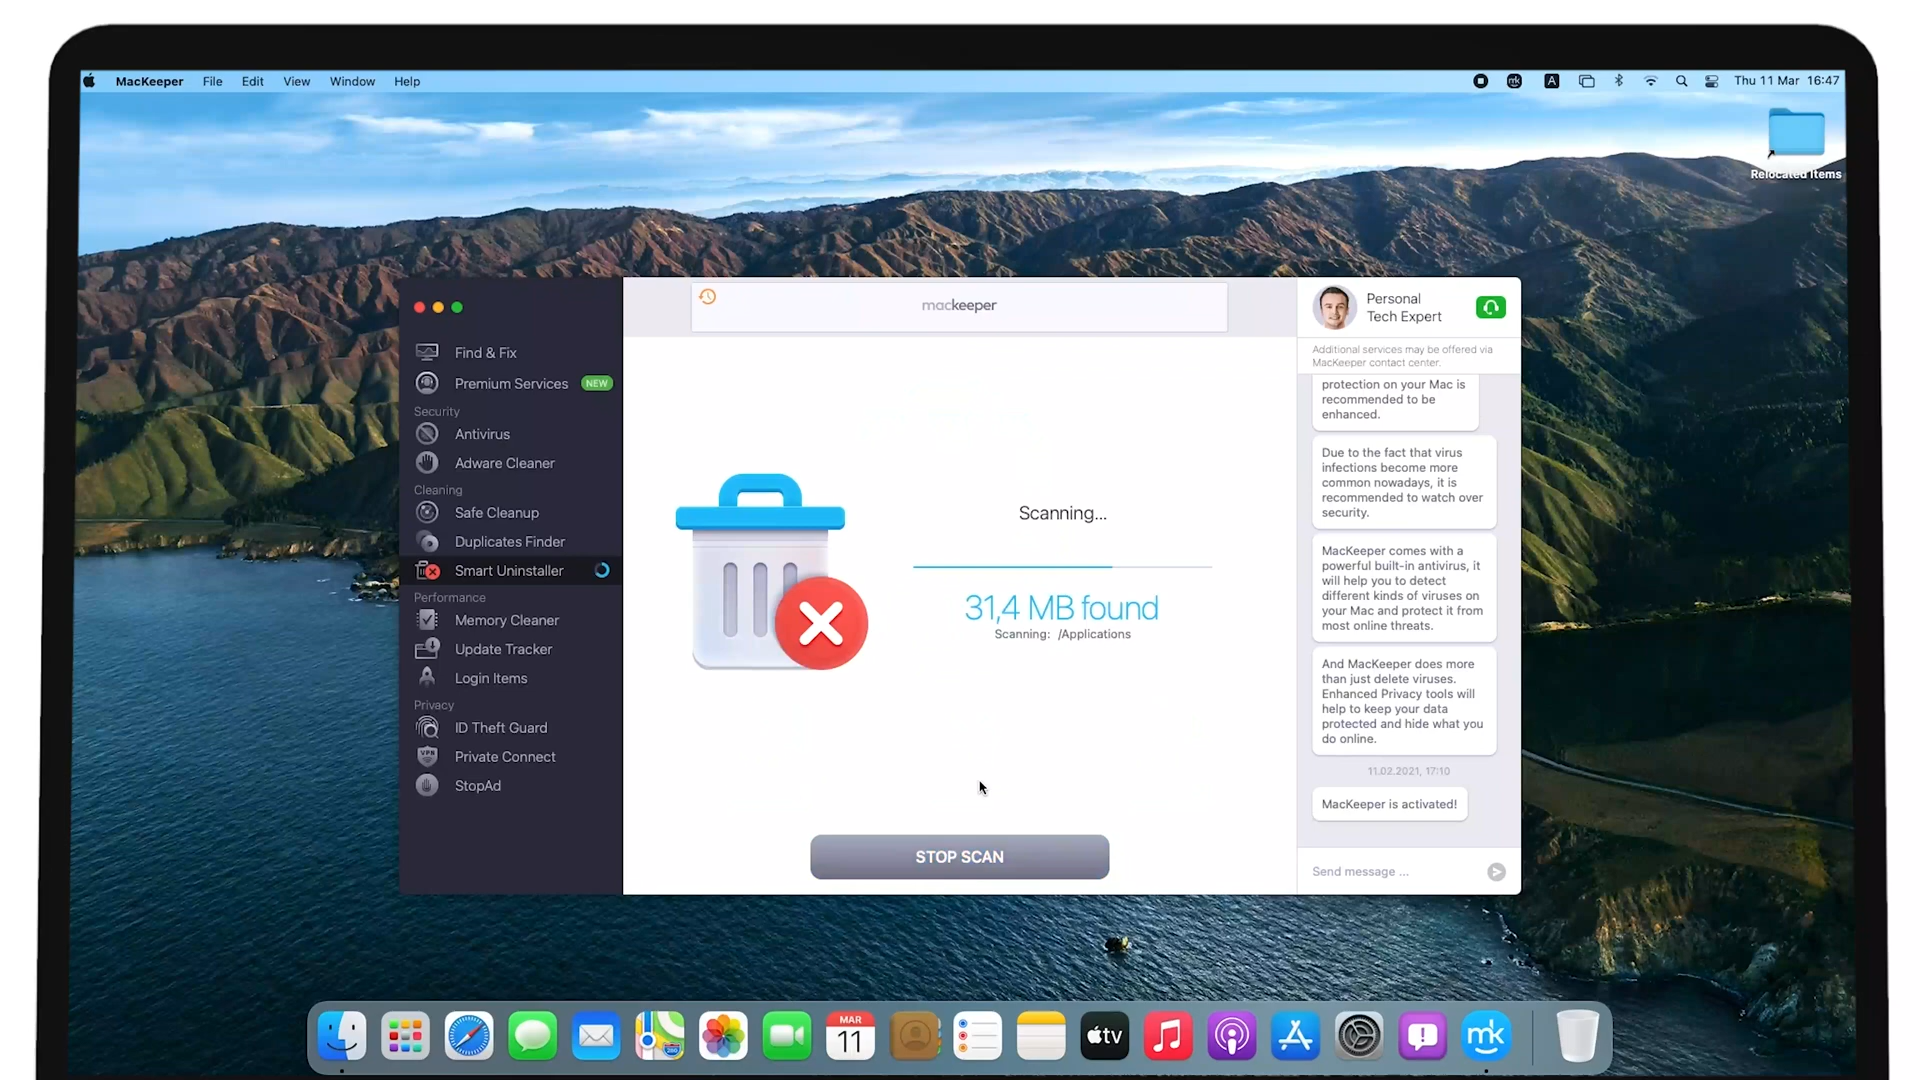 MacKeeper File Edit View Window Help
A
Thu 11 Mar 16:47
Relocated Items
mackeeper
Find & Fix
Premium Services NEW
Security
Antivirus
Adware Cleaner
Cleaning
Safe Cleanup
Duplicates Finder
Smart Uninstaller
Performance
Memory Cleaner
Update Tracker
Login Items
Privacy
ID Theft Guard
VPN
Private Connect
StopAd
Scanning...
31,4 MB found
Scanning: /Applications
STOP SCAN
Personal
Tech Expert
Additional services may be offered via
MacKeeper contact center.
protection on your Mac is
recommended to be
enhanced.
Due to the fact that virus
infections become more
common nowadays, it is
recommended to watch over
security.
MacKeeper comes with a
powerful built-in antivirus, it
will help you to detect
different kinds of viruses on
your Mac and protect it from
most online threats.
And MacKeeper does more
than just delete viruses.
Enhanced Privacy tools will
help to keep your data
protected and hide what you
do online.
11.02.2021, 17:10
MacKeeper is activated!
Send message ...
280
MAR
11
tv
mk